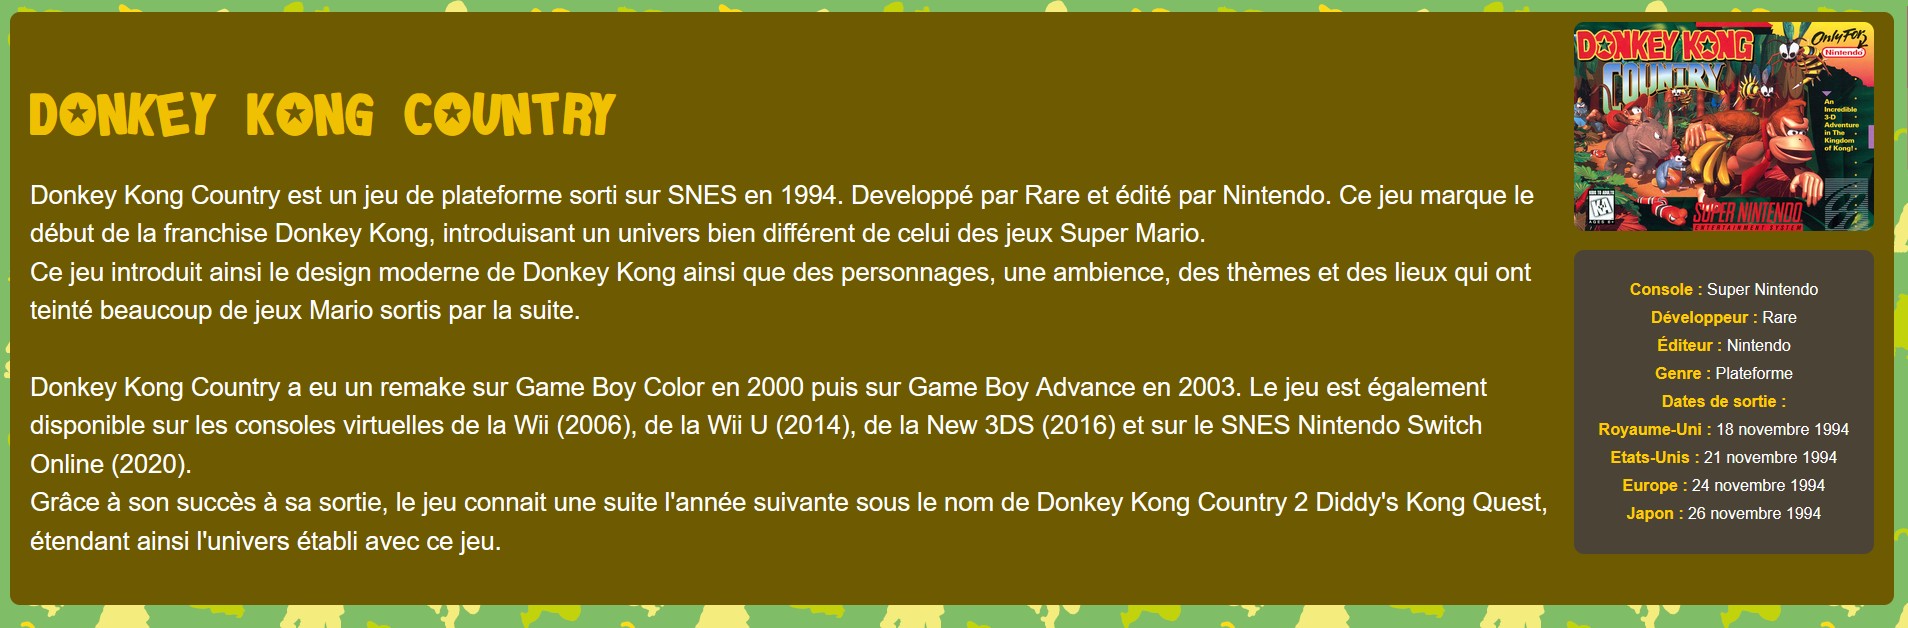 DONKEY KONG COUNTRY
Donkey Kong Country est un jeu de plateforme sorti sur SNES en 1994. Developpé par Rare et édité par Nintendo. Ce jeu marque le
début de la franchise Donkey Kong, introduisant un univers bien différent de celui des jeux Super Mario.
Ce jeu introduit ainsi le design moderne de Donkey Kong ainsi que des personnages, une ambience, des thèmes et des lieux qui ont
teinté beaucoup de jeux Mario sortis par la suite.
Donkey Kong Country a eu un remake sur Game Boy Color en 2000 puis sur Game Boy Advance en 2003. Le jeu est également
disponible sur les consoles virtuelles de la Wii (2006), de la Wii U (2014), de la New 3DS (2016) et sur le SNES Nintendo Switch
Online (2020).
Grâce à son succès à sa sortie, le jeu connait une suite l'année suivante sous le nom de Donkey Kong Country 2 Diddy's Kong Quest,
étendant ainsi l'univers établi avec ce jeu.
DONKEY KONG
COUNTRY
Only For
Nintendo
An
Incredible
3-D
Adventure
in The
Kingdom
of Kong!
KIDS TO ADULTS
K-A
AGES 6+
SUPER NINTENDO
ENTERTAINMENT SYSTEM
Console : Super Nintendo
Développeur : Rare
Éditeur : Nintendo
Genre : Plateforme
Dates de sortie :
Royaume-Uni : 18 novembre 1994
Etats-Unis : 21 novembre 1994
Europe : 24 novembre 1994
Japon : 26 novembre 1994